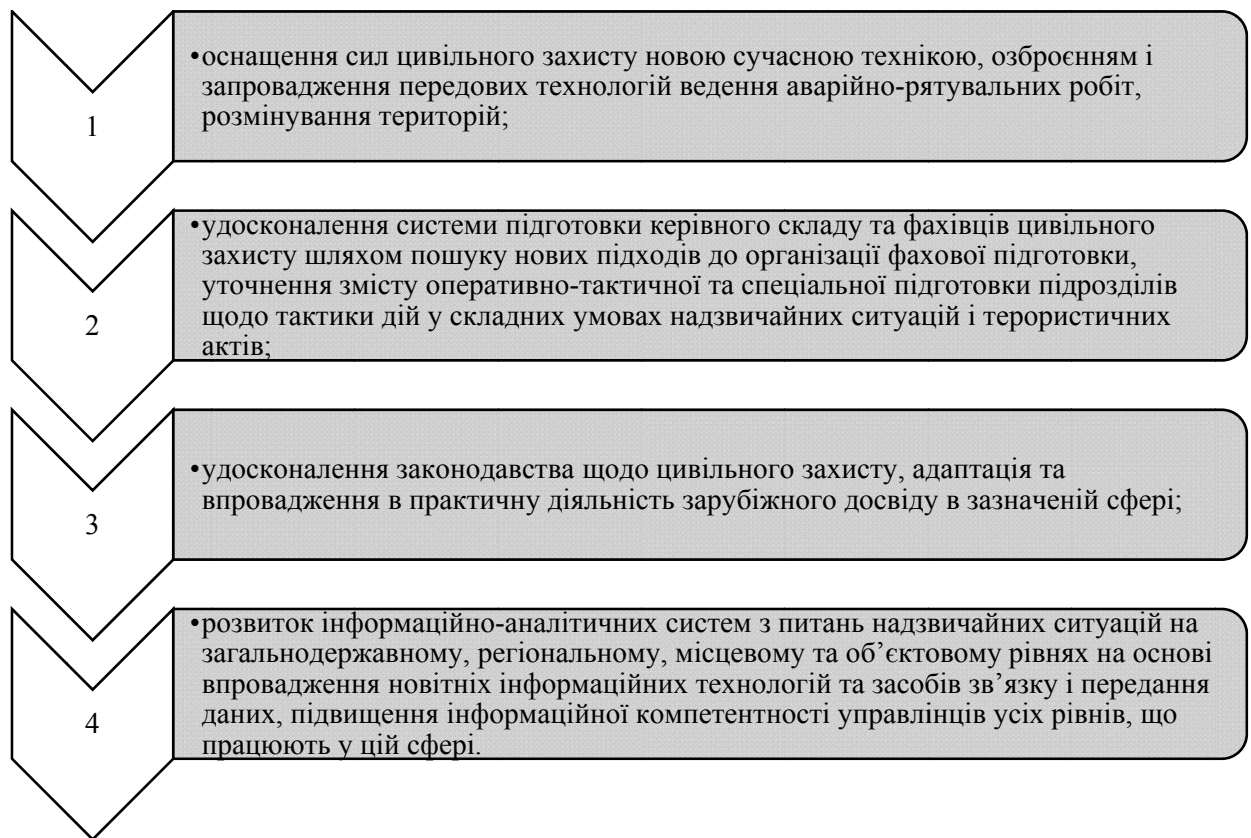 1
•оснащення сил цивільного захисту новою сучасною технікою, озброєнням і
запровадження передових технологій ведення аварійно-рятувальних робіт,
розмінування територій;
2
•удосконалення системи підготовки керівного складу та фахівців цивільного
захисту шляхом пошуку нових підходів до організації фахової підготовки,
уточнення змісту оперативно-тактичної та спеціальної підготовки підрозділів
щодо тактики дій у складних умовах надзвичайних ситуацій і терористичних
актів;
3
•удосконалення законодавства щодо цивільного захисту, адаптація та
впровадження в практичну діяльність зарубіжного досвіду в зазначеній сфері;
4
•розвиток інформаційно-аналітичних систем з питань надзвичайних ситуацій на
загальнодержавному, регіональному, місцевому та об’єктовому рівнях на основі
впровадження новітніх інформаційних технологій та засобів зв’язку і передання
даних, підвищення інформаційної компетентності управлінців усіх рівнів, що
працюють у цій сфері.